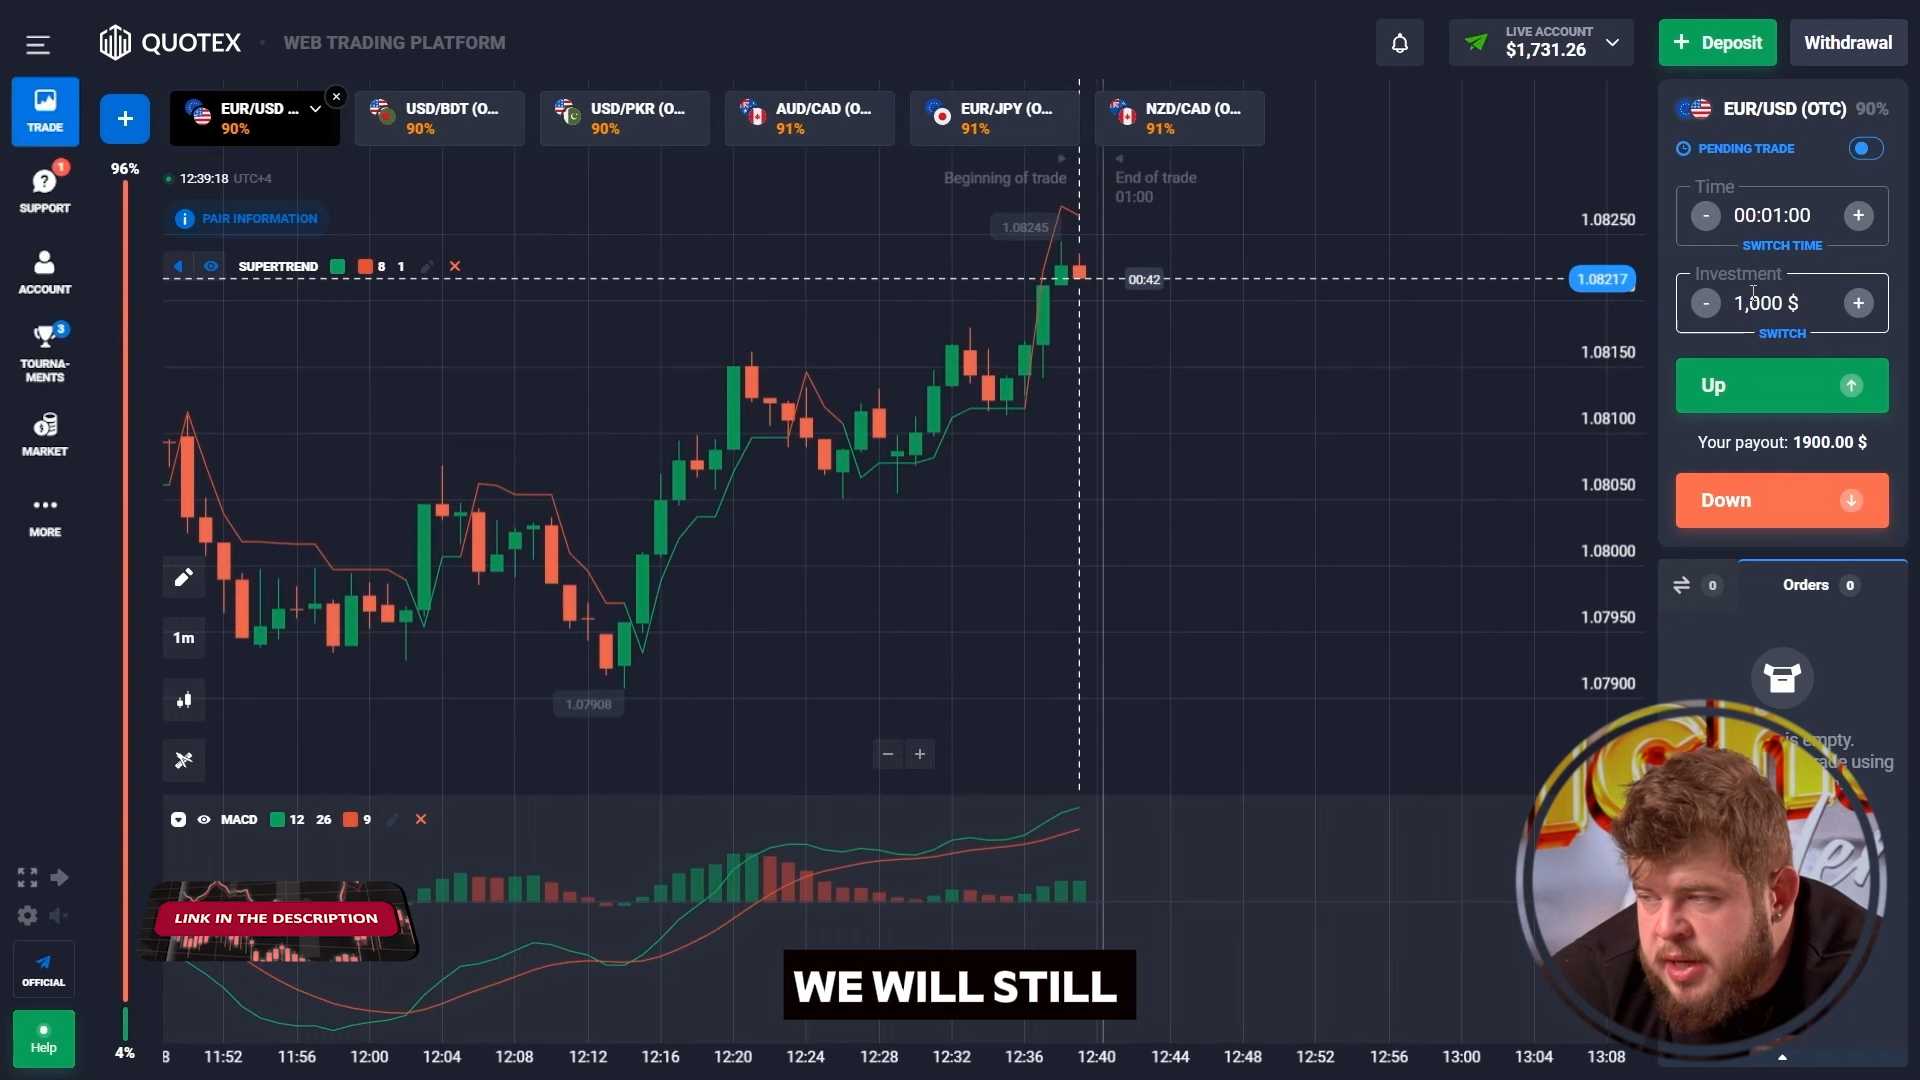 QUOTEX
WEB TRADING PLATFORM
LIVE ACCOUNT
$1,731.26
+ Deposit
Withdrawal
TRADE
SUPPORT
1
ACCOUNT
3
TOURNA-
MENTS
MARKET
MORE
OFFICIAL
Help
96%
4%
EUR/USD ...
90%
USD/BDT (O...
90%
USD/PKR (O...
90%
AUD/CAD (O...
91%
EUR/JPY (O...
91%
NZD/CAD (O...
91%
12:39:18 UTC+4
PAIR INFORMATION
SUPERTREND 8 1
Beginning of trade
End of trade
01:00
1.08245
00:42
1.07908
1m
1.08250
1.08217
1.08150
1.08100
1.08050
1.08000
1.07950
1.07900
MACD 12 26 9
LINK IN THE DESCRIPTION
WE WILL STILL
11:52 11:56 12:00 12:04 12:08 12:12 12:16 12:20 12:24 12:28 12:32 12:36 12:40 12:44 12:48 12:52 12:56 13:00 13:04 13:08
EUR/USD (OTC) 90%
PENDING TRADE
Time
- 00:01:00 +
SWITCH TIME
Investment
- 1,000 $ +
SWITCH
Up
Your payout: 1900.00 $
Down
0
Orders 0
is empty.
using